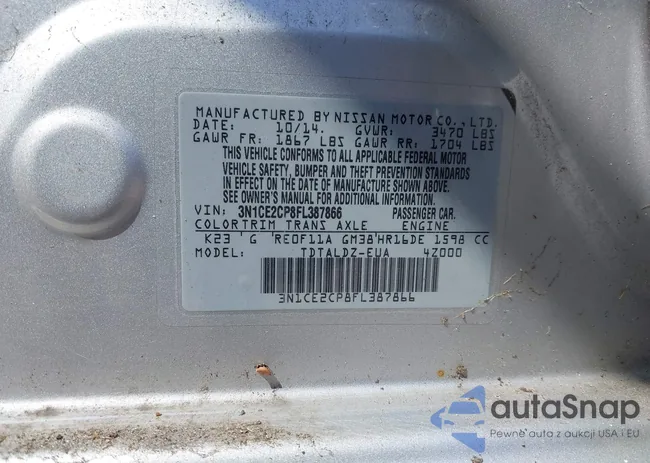 MANUFACTURED BY NISSAN MOTOR CO., LTD.
DATE: 10/14. GVWR: 3470 LBS
GAWR FR: 1867 LBS GAWR RR: 1704 LBS
THIS VEHICLE CONFORMS TO ALL APPLICABLE FEDERAL MOTOR
VEHICLE SAFETY, BUMPER AND THEFT PREVENTION STANDARDS
IN EFFECT ON THE DATE OF MANUFACTURE SHOWN ABOVE.
SEE OWNER'S MANUAL FOR ADDITIONAL INFORMATION.
VIN: 3N1CE2CP8FL387866 PASSENGER CAR.
COLOR TRIM TRANS AXLE ENGINE
K23 ' G 'RE0F11A GM38'HR16DE 1598 CC
MODEL: TDTALDZ-EUA 4Z000
3N1CE2CP8FL387866
autoSnap
Pewne auta z aukcji USA i EU